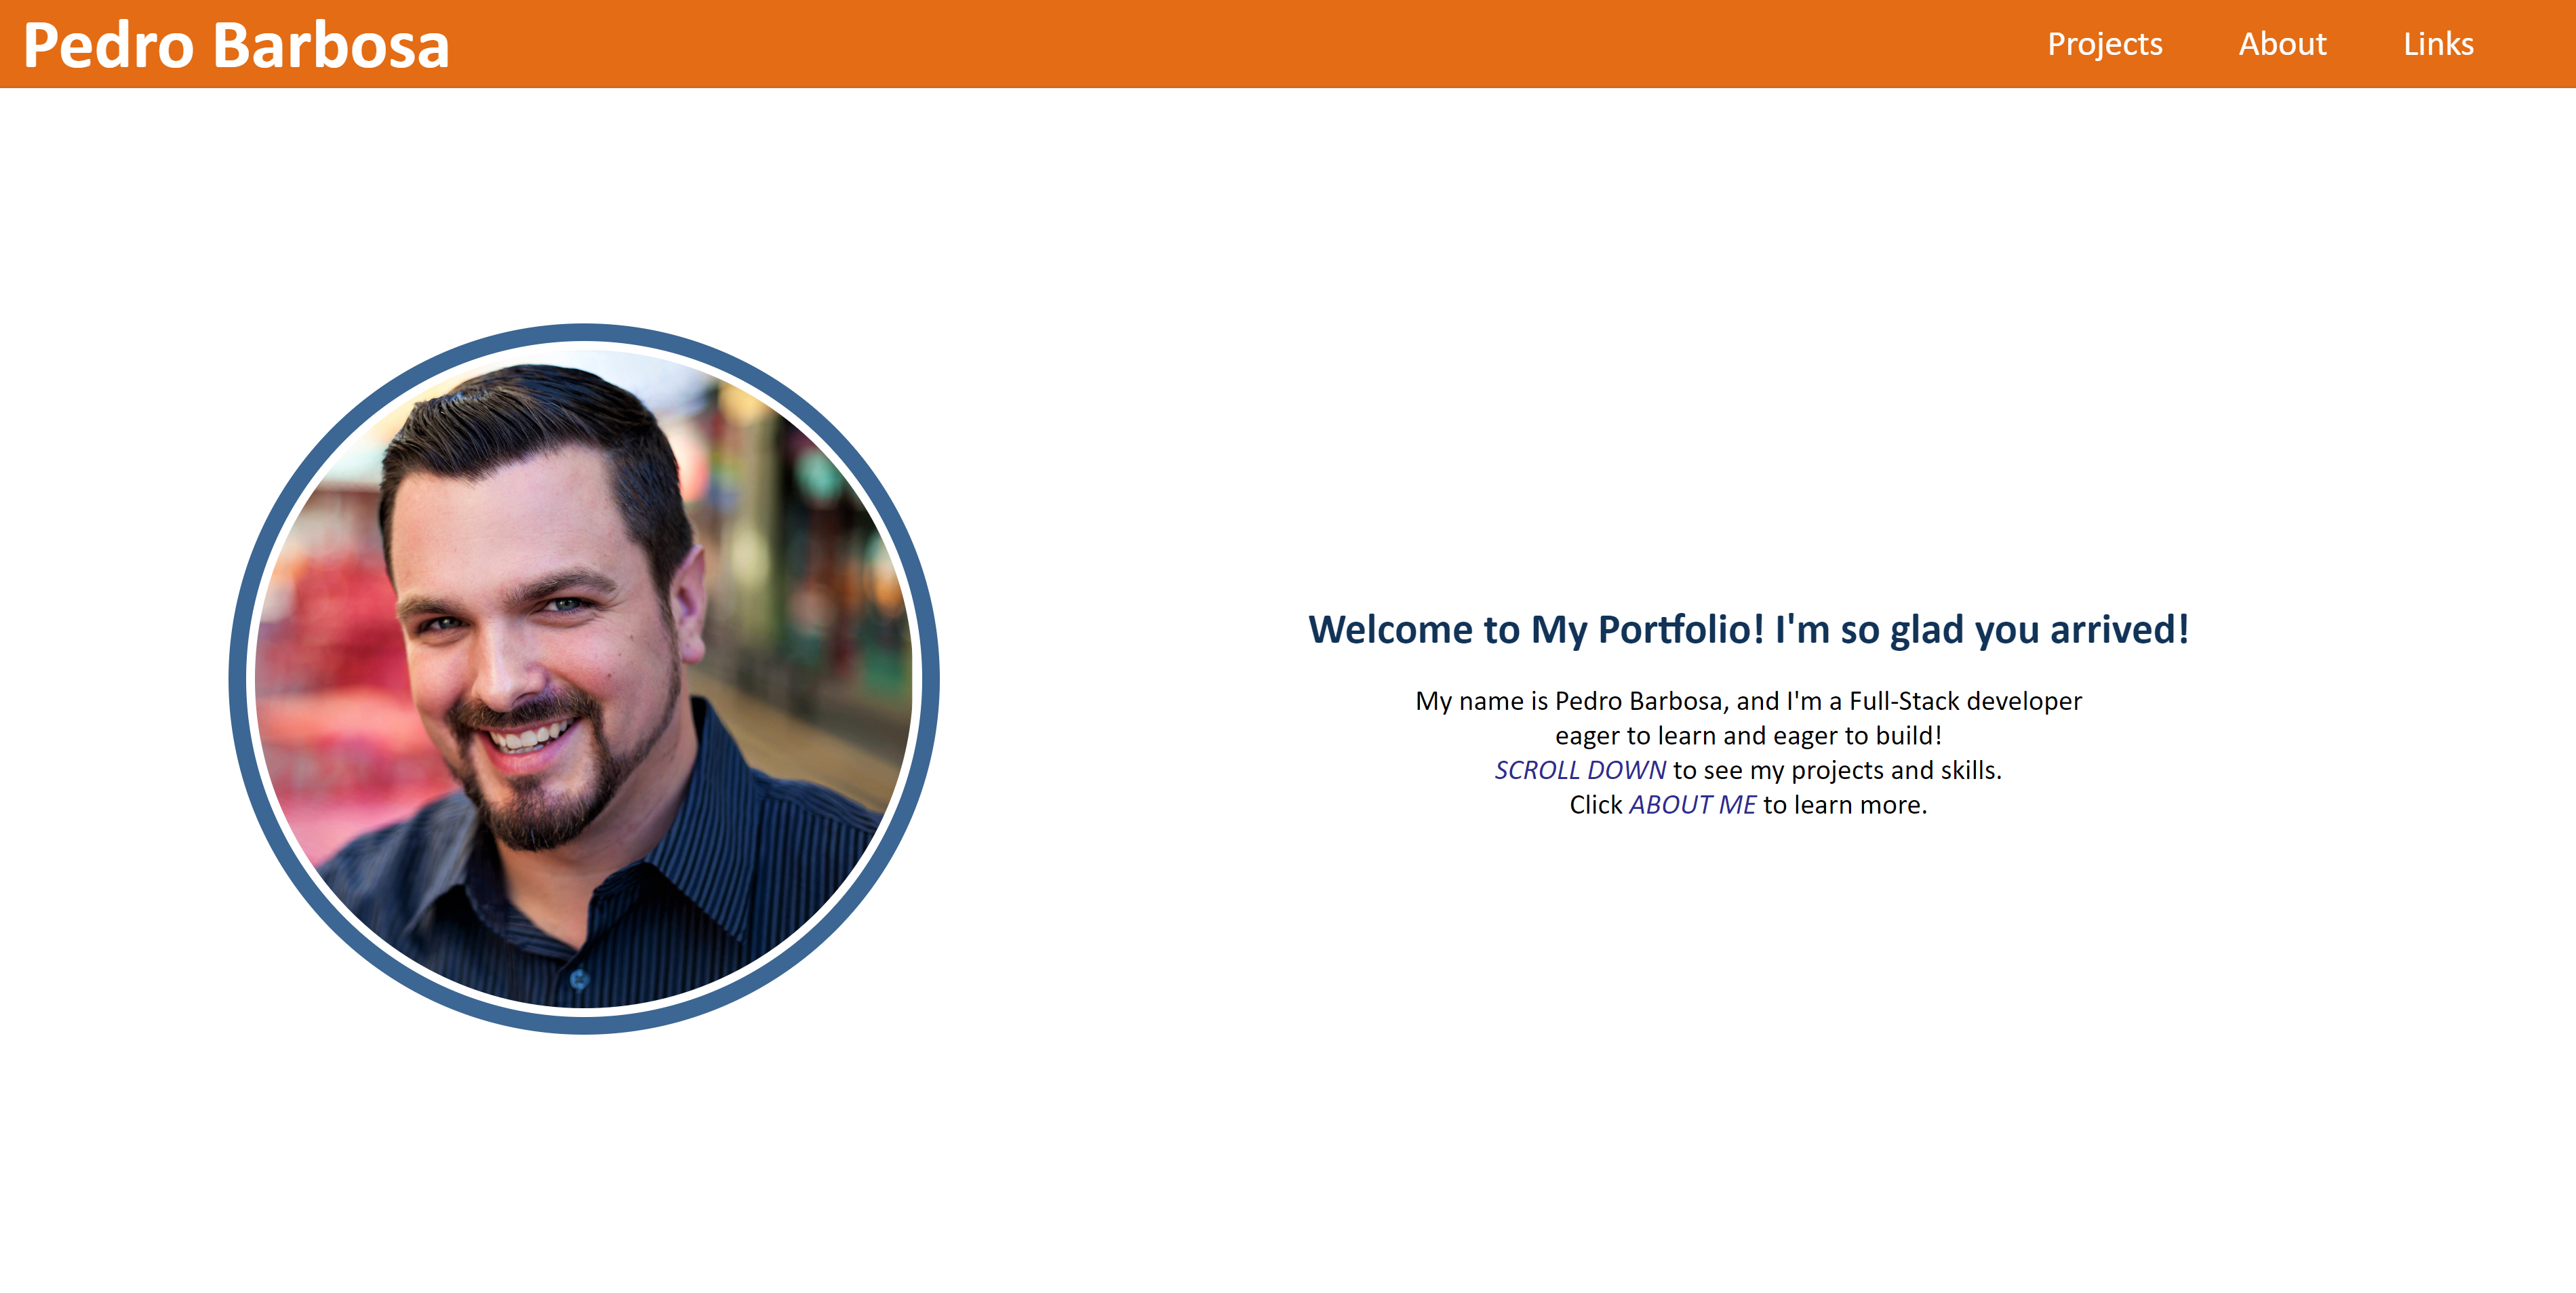 Pedro Barbosa
Projects About Links
Welcome to My Portfolio! I'm so glad you arrived!
My name is Pedro Barbosa, and I'm a Full-Stack developer
eager to learn and eager to build!
SCROLL DOWN to see my projects and skills.
Click ABOUT ME to learn more.